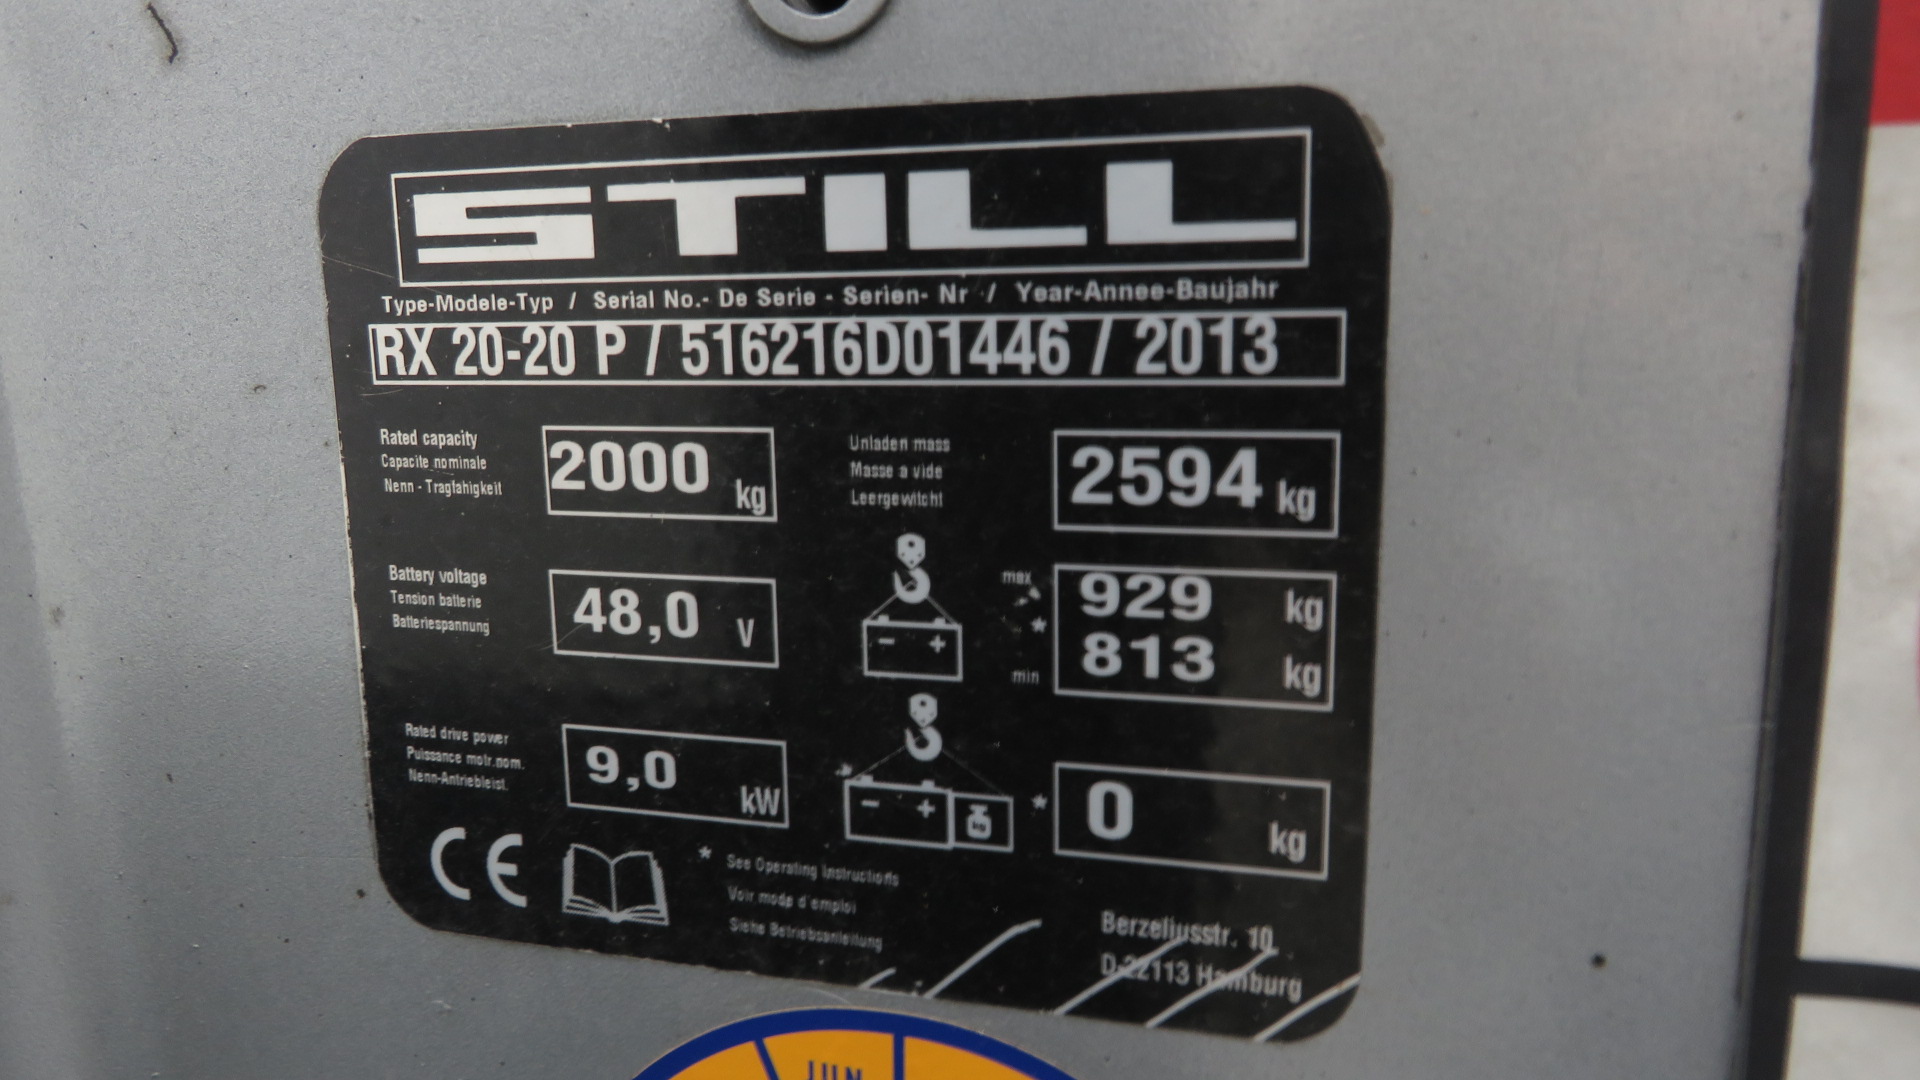 STILL
Type-Modele-Typ / Serial No.- De Serie - Serien- Nr / Year-Annee-Baujahr
RX 20-20 P / 516216D01446 / 2013
Rated capacity
Capacite nominale
Nenn - Tragfahigkeit
2000 kg
Unladen mass
Masse a vide
Leergewitcht
2594 kg
Battery voltage
Tension batterie
Batteriespannung
48,0 V
- +
max
*
min
929 kg
813 kg
Rated drive power
Puissance motr.nom.
Nenn-Antriebleist.
9,0 kW
- + kg
* 0 kg
CE
* See Operating Instructions
Voir mode d'emploi
Siehe Betriebsanleitung
Berzeliusstr. 10
D-22113 Hamburg
JUN